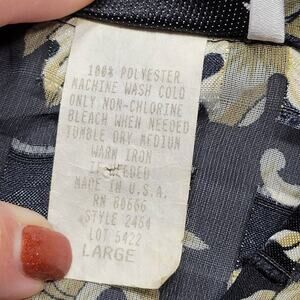 100% POLYESTER
MACHINE WASH COLD
ONLY NON-CHLORINE
BLEACH WHEN NEEDED
TUMBLE DRY MEDIUM
WARM IRON
IF NEEDED
MADE IN U.S.A.
RN 60666
STYLE 2454
LOT 5422
LARGE